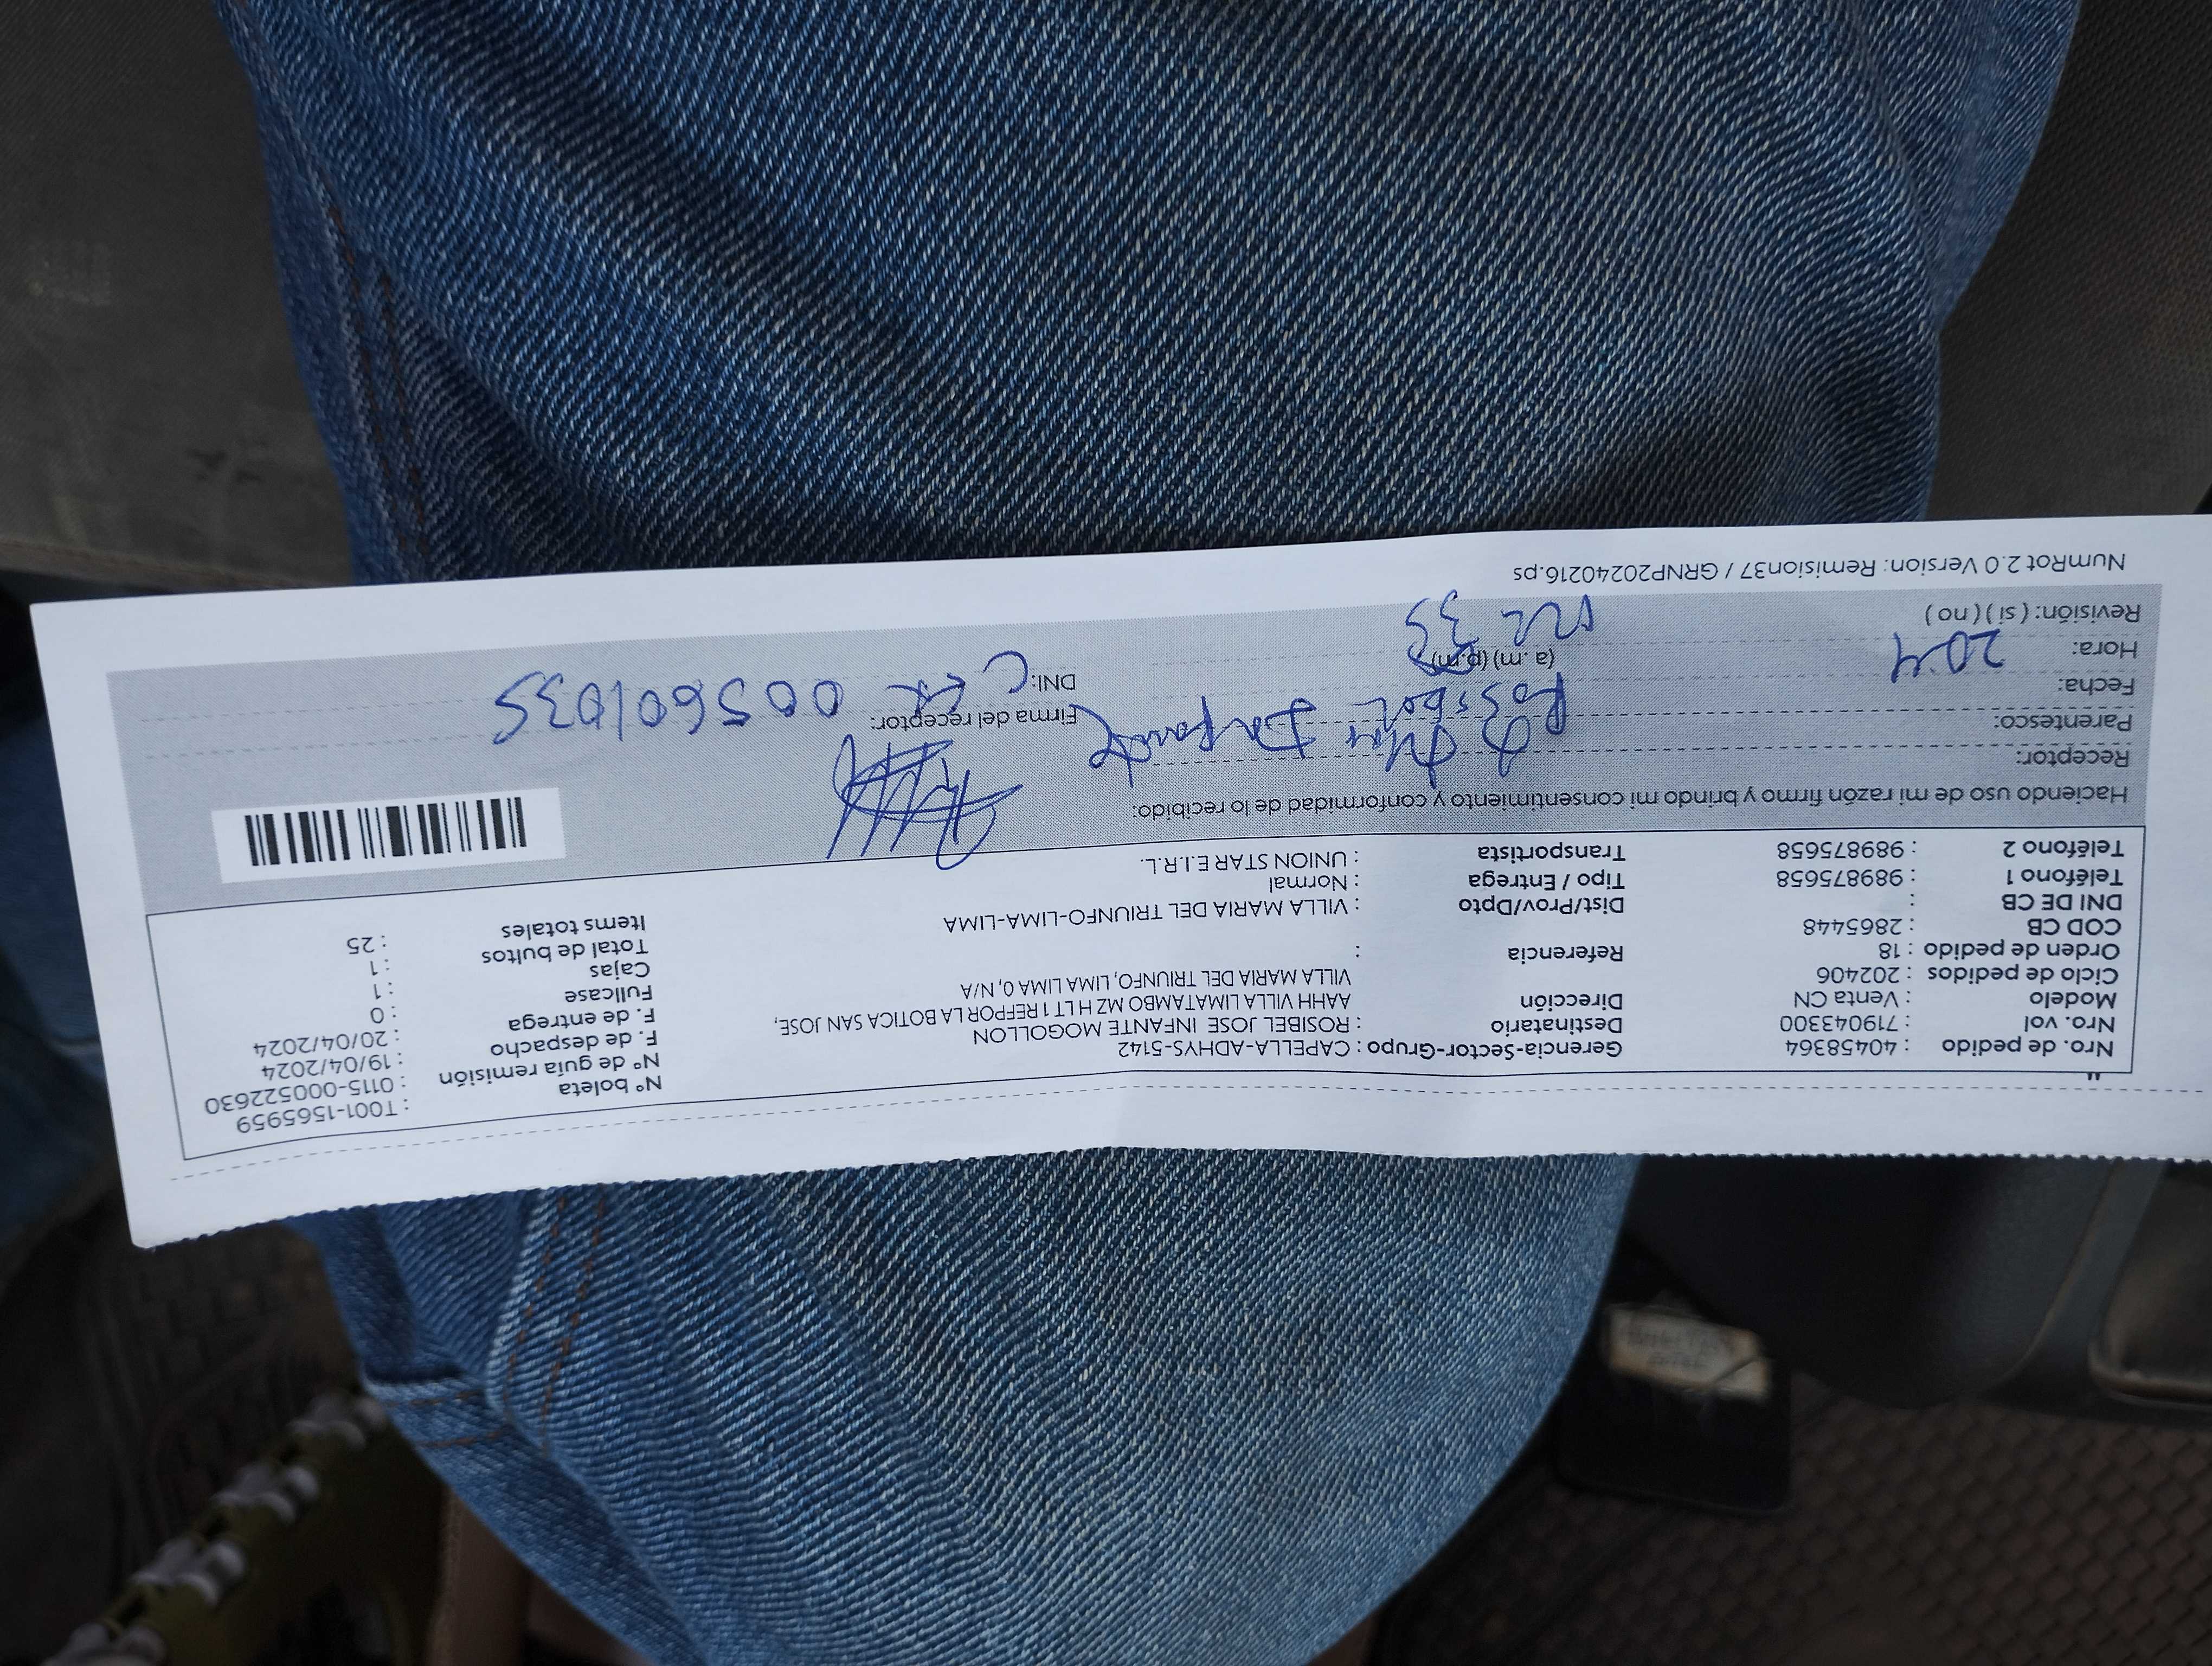 Nro. de pedido : 40458364 Gerencia-Sector-Grupo : CAPELLA-ADHYS-5142 N° boleta : T001-1565959
Nro. vol : 719043300 Destinatario : ROSIBEL JOSE INFANTE MOGOLLON N° de guia remisión : 0115-000522630
Modelo : Venta CN Dirección AAHH VILLA LIMATAMBO MZ H LT 1 REFPOR LA BOTICA SAN JOSE, F. de despacho : 19/04/2024
Ciclo de pedidos : 202406 VILLA MARIA DEL TRIUNFO, LIMA LIMA 0, N/A F. de entrega : 20/04/2024
Orden de pedido : 18 Referencia : Fullcase : 0
COD CB : 2865448 Cajas : 1
DNI DE CB : Dist/Prov/Dpto : VILLA MARIA DEL TRIUNFO-LIMA-LIMA Total de bultos : 1
Teléfono 1 : 989875658 Tipo / Entrega : Normal Items totales : 25
Teléfono 2 : 989875658 Transportista : UNION STAR E.I.R.L.
Haciendo uso de mi razón firmo y brindo mi consentimiento y conformidad de lo recibido:
Receptor:
Parentesco: Firma del receptor:
Fecha: DNI: 005601035
Hora: 20-4 (a. m) (p.m)
Revisión: ( si ) ( no )
NumRot 2.0 Version: Remision37 / GRNP20240216.ps